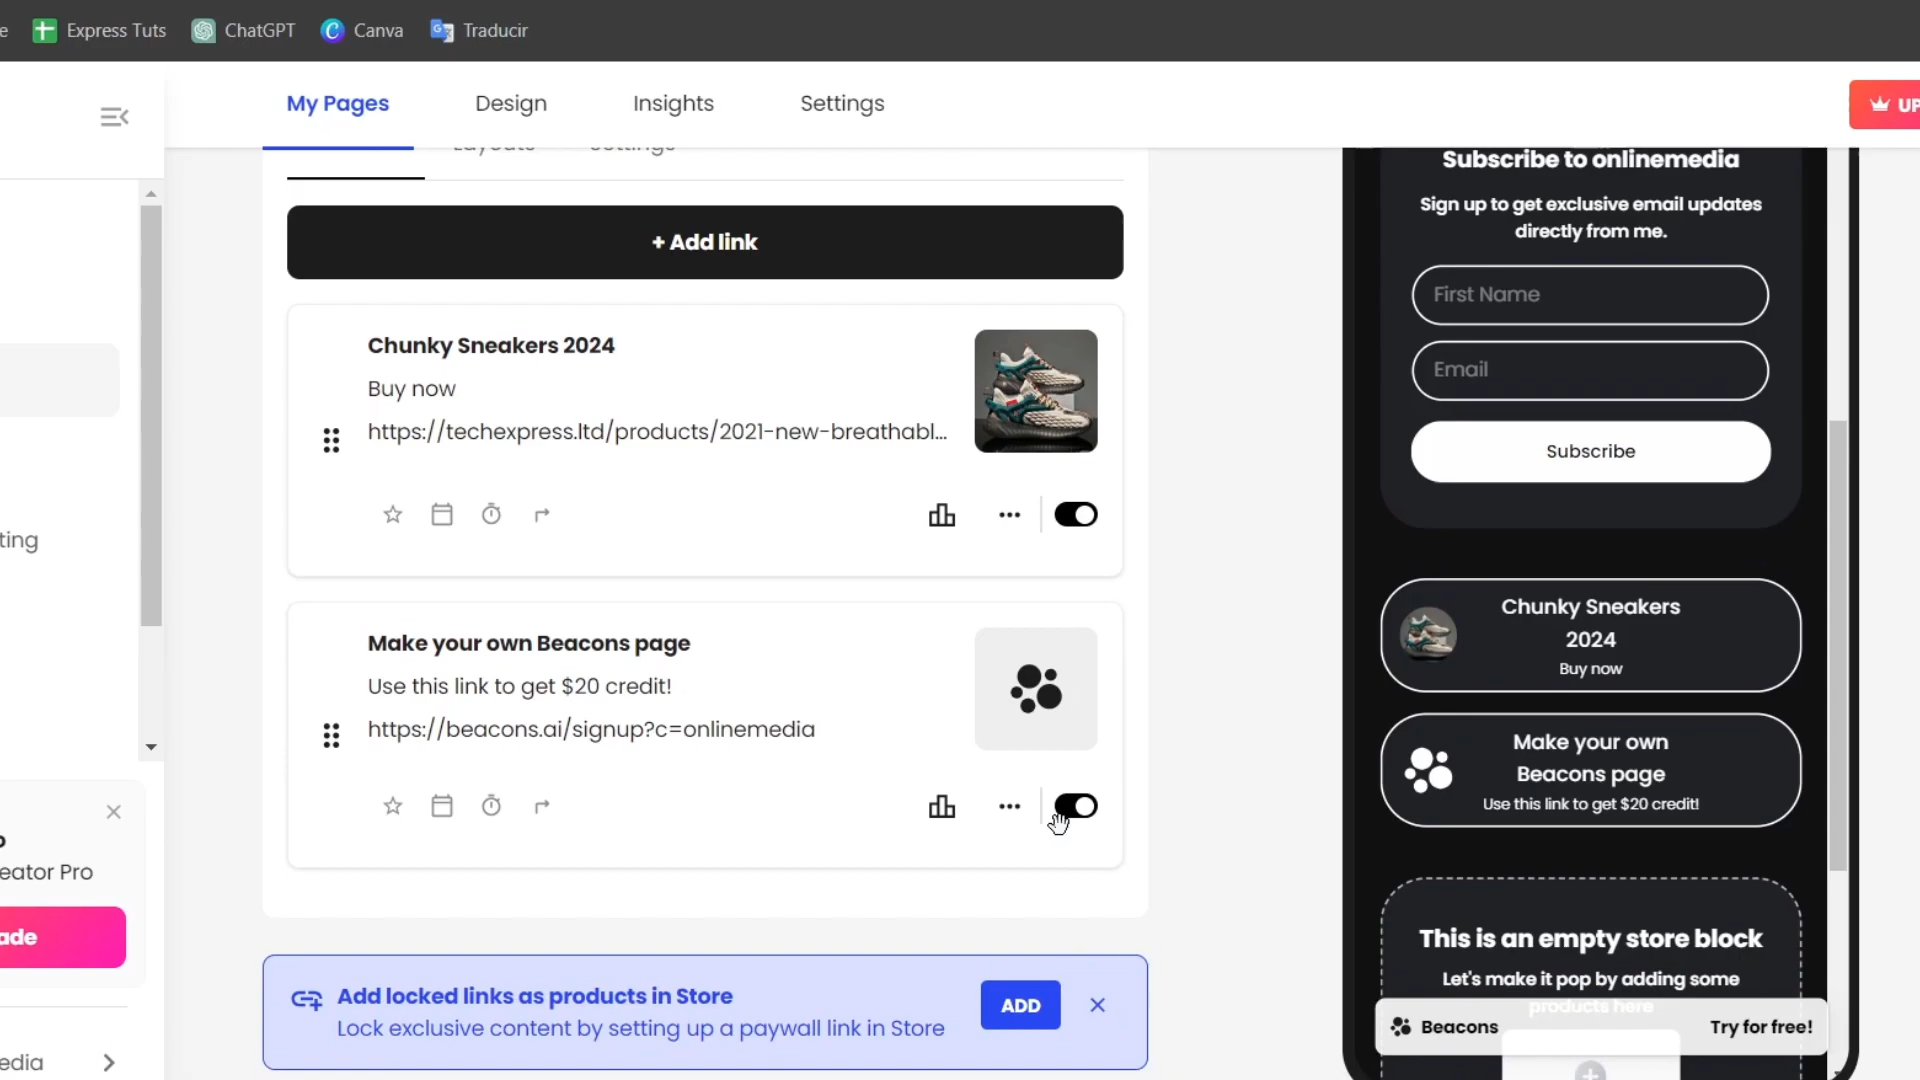 e
Express Tuts
ChatGPT
Canva
Traducir
My Pages
Design
Insights
Settings
UP
Layouts
Settings
+ Add link
Chunky Sneakers 2024
Buy now
https://techexpress.ltd/products/2021-new-breathabl...
Make your own Beacons page
Use this link to get $20 credit!
https://beacons.ai/signup?c=onlinemedia
Add locked links as products in Store
Lock exclusive content by setting up a paywall link in Store
ADD
ting
eator Pro
ade
edia
Subscribe to onlinemedia
Sign up to get exclusive email updates
directly from me.
First Name
Email
Subscribe
Chunky Sneakers
2024
Buy now
Make your own
Beacons page
Use this link to get $20 credit!
This is an empty store block
Let's make it pop by adding some
products here
Beacons
Try for free!